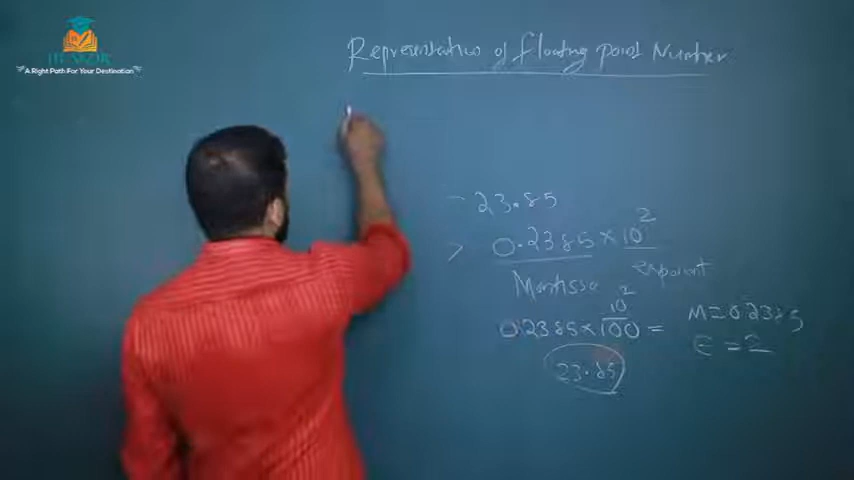 A Right Path For Your Destination
Representation of floating point Number
23.85
0.2385 × 10²
Mantissa exponent
0.2385 × 100 =
10²
23.85
M = 0.2385
E = 2